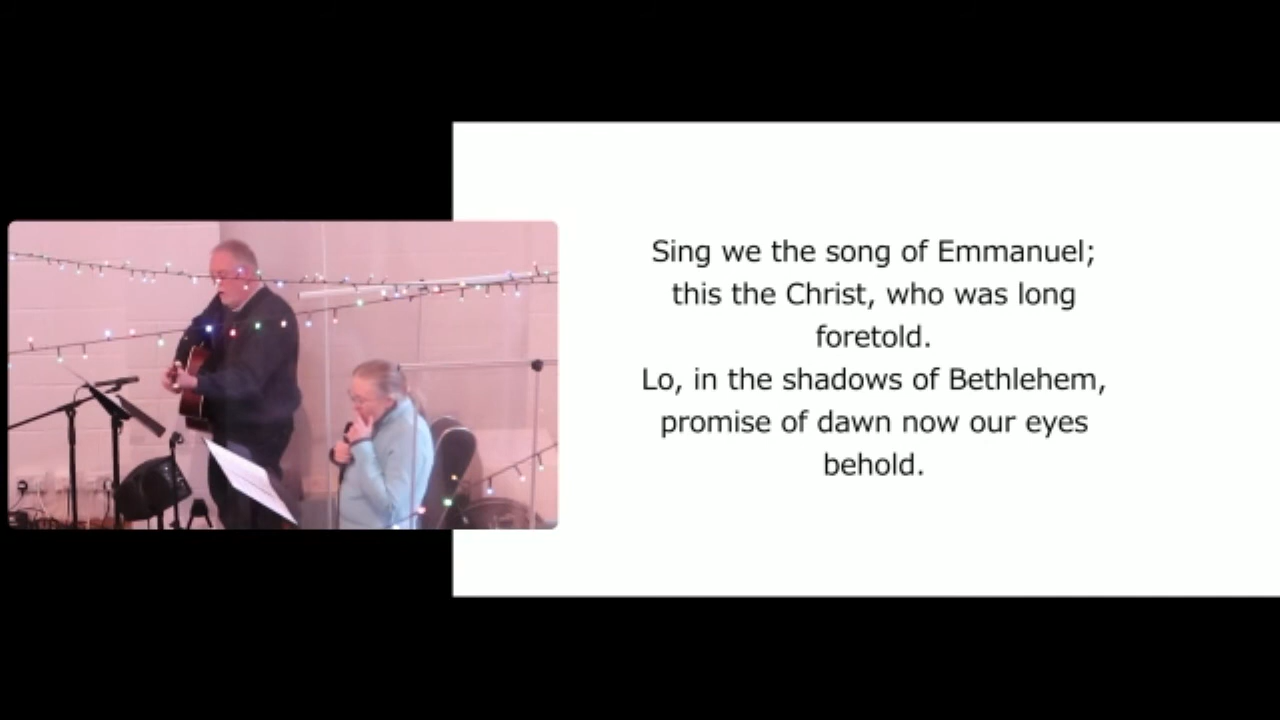 Sing we the song of Emmanuel;
this the Christ, who was long
foretold.
Lo, in the shadows of Bethlehem,
promise of dawn now our eyes
behold.